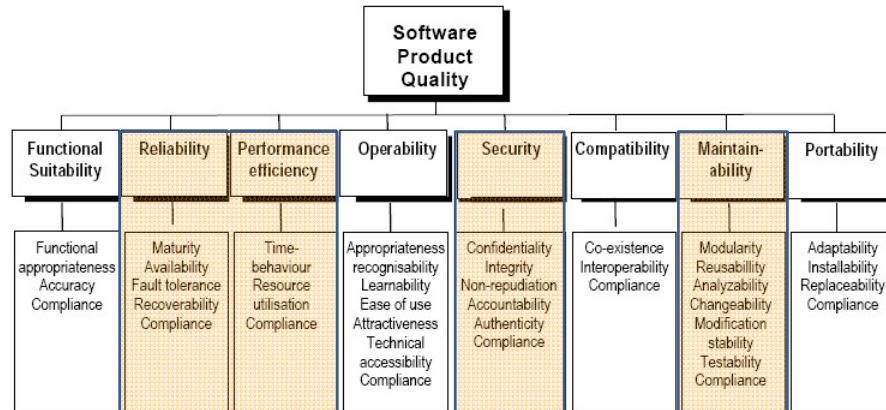 Software
Product
Quality
Functional
Suitability
Reliability
Performance
efficiency
Operability
Security
Compatibility
Maintain-
ability
Portability
Functional
appropriateness
Accuracy
Compliance
Maturity
Availability
Fault tolerance
Recoverability
Compliance
Time-
behaviour
Resource
utilisation
Compliance
Appropriateness
recognisability
Learnability
Ease of use
Attractiveness
Technical
accessibility
Compliance
Confidentiality
Integrity
Non-repudiation
Accountability
Authenticity
Compliance
Co-existence
Interoperability
Compliance
Modularity
Reusabillity
Analyzability
Changeability
Modification
stability
Testability
Compliance
Adaptability
Installability
Replaceability
Compliance